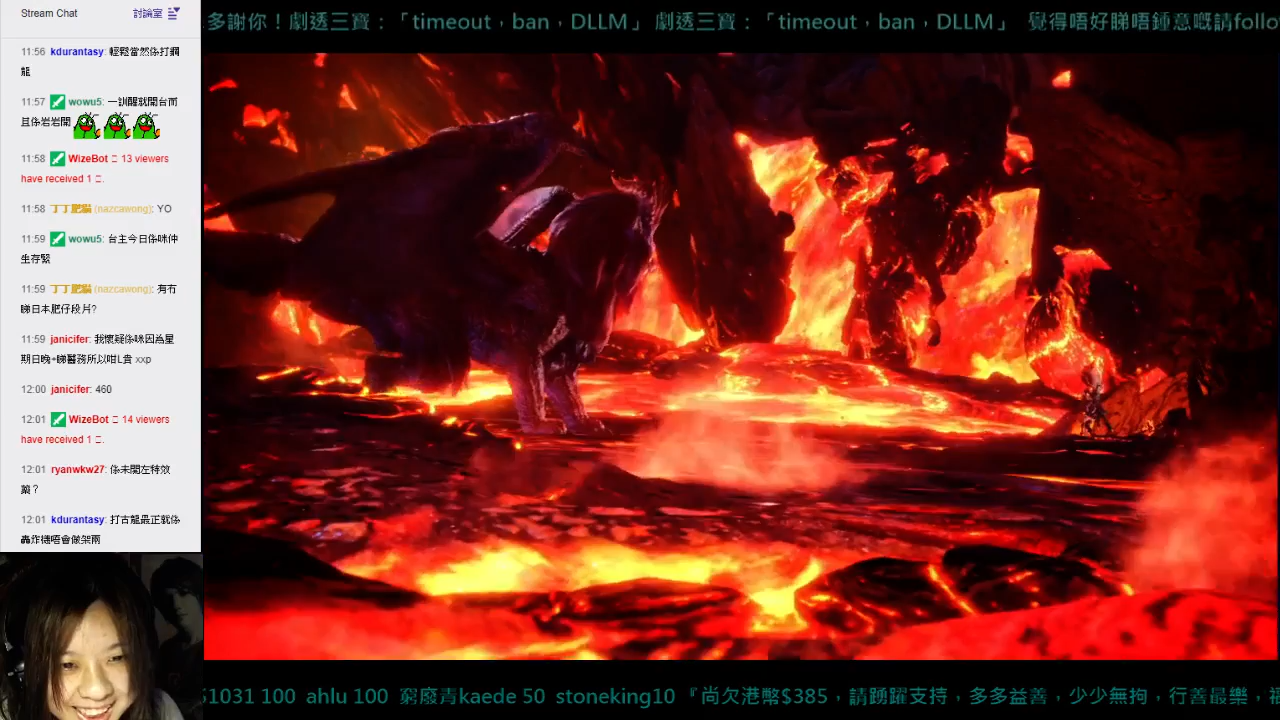 Stream Chat 討論室
多謝你！劇透三寶：「timeout，ban，DLLM」 劇透三寶：「timeout，ban，DLLM」 覺得唔好睇唔鍾意嘅請follo
11:56 kdurantasy: 輕鬆當然係打鋼
龍
11:57 wowu5: 一訓醒就開台而
且係岩岩開
11:58 WizeBot 13 viewers
have received 1
11:58 丁丁肥貓 (nazcawong): YO
11:59 wowu5: 台主今日係咪仲
生存緊
11:59 丁丁肥貓 (nazcawong): 有冇
睇日本肥仔段片?
11:59 janicifer: 我懷疑係咪因為星
期日晚+睇醫務所以咁L貴 xxp
12:00 janicifer: 460
12:01 WizeBot 14 viewers
have received 1
12:01 ryanwkw27: 係未開左特效
藥？
12:01 kdurantasy: 打古龍最正就係
轟炸機唔會做架兩
$1031 100 ahlu 100 窮廢青kaede 50 stoneking10 『尚欠港幣$385，請踴躍支持，多多益善，少少無拘，行善最樂，